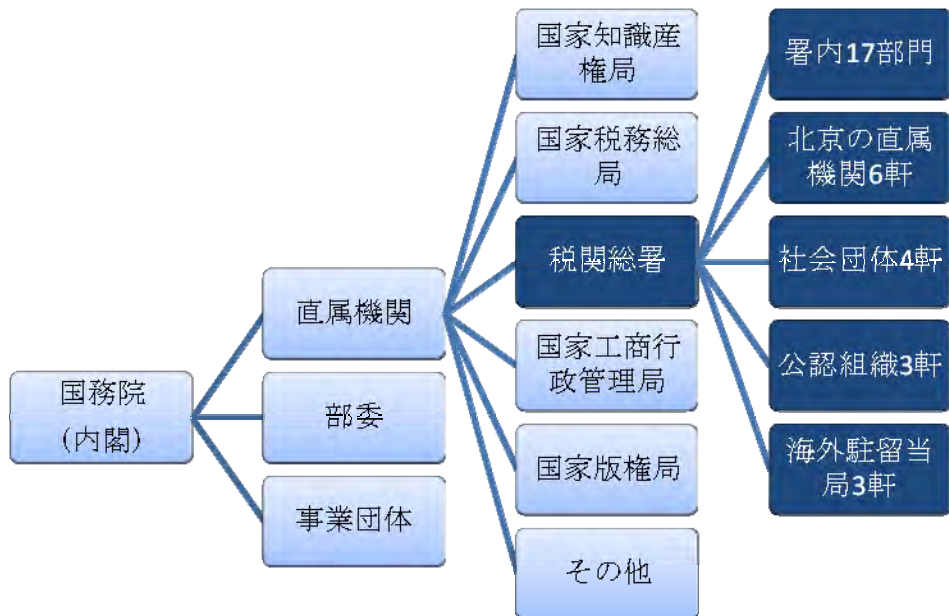 国務院
(内閣)
直属機関
部委
事業団体
国家知識産
権局
国家税務総
局
税関総署
国家工商行
政管理局
国家版権局
その他
署内17部門
北京の直属
機関6軒
社会団体4軒
公認組織3軒
海外駐留当
局3軒